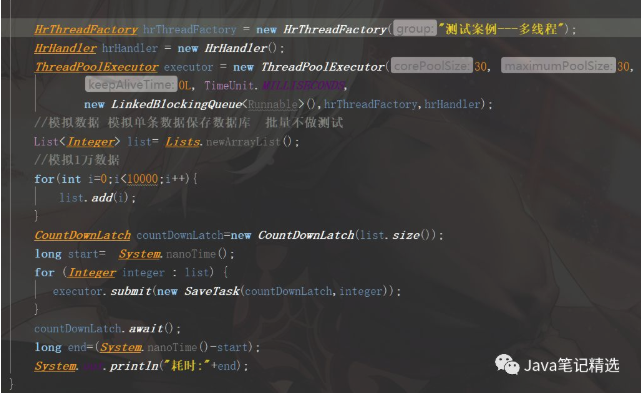 HrThreadFactory hrThreadFactory = new HrThreadFactory( group: "测试案例---多线程");
HrHandler hrHandler = new HrHandler();
ThreadPoolExecutor executor = new ThreadPoolExecutor( corePoolSize: 30, maximumPoolSize: 30,
keepAliveTime: 0L, TimeUnit.MILLISECONDS,
new LinkedBlockingQueue<Runnable>(),hrThreadFactory,hrHandler);
//模拟数据 模拟单条数据保存数据库 批量不做测试
List<Integer> list= Lists.newArrayList();
//模拟1万数据
for(int i=0;i<10000;i++){
list.add(i);
}
CountDownLatch countDownLatch=new CountDownLatch(list.size());
long start= System.nanoTime();
for (Integer integer : list) {
executor.submit(new SaveTask(countDownLatch,integer));
}
countDownLatch.await();
long end=(System.nanoTime()-start);
System.out.println("耗时:"+end);
}
Java笔记精选